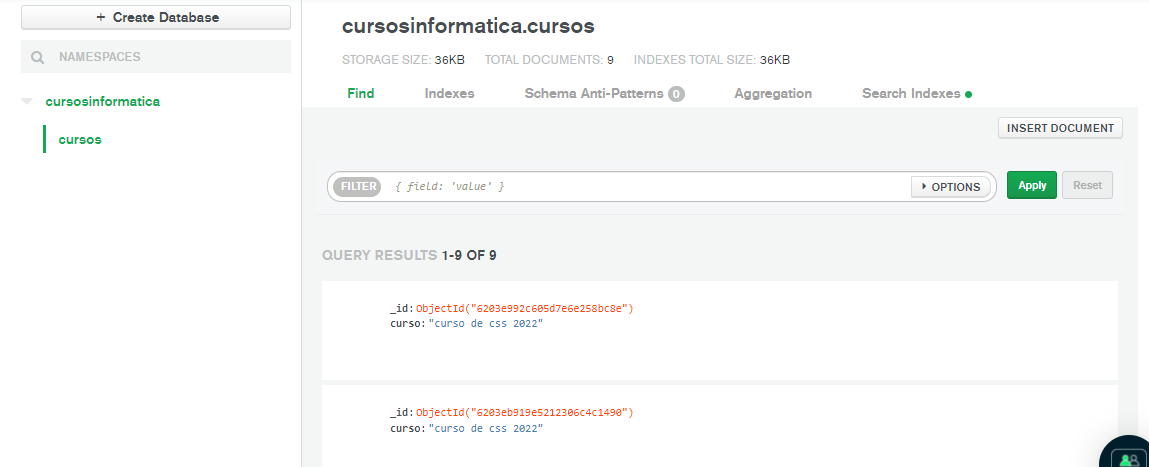 + Create Database
NAMESPACES
cursosinformatica
cursos
cursosinformatica.cursos
STORAGE SIZE: 36KB TOTAL DOCUMENTS: 9 INDEXES TOTAL SIZE: 36KB
Find Indexes Schema Anti-Patterns 0 Aggregation Search Indexes
INSERT DOCUMENT
FILTER { field: 'value' } OPTIONS Apply Reset
QUERY RESULTS 1-9 OF 9
_id: ObjectId("6203e992c605d7e6e258bc8e")
curso: "curso de css 2022"
_id: ObjectId("6203eb919e5212306c4c1490")
curso: "curso de css 2022"